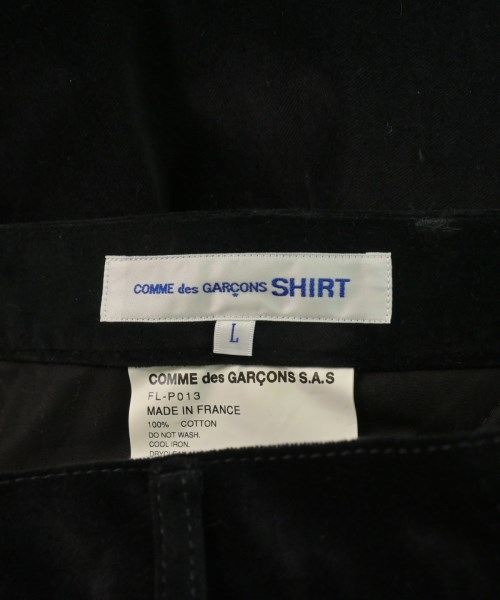 COMME des GARÇONS SHIRT
L
COMME des GARÇONS S.A.S
FL-P013
MADE IN FRANCE
100% COTTON
DO NOT WASH.
COOL IRON.